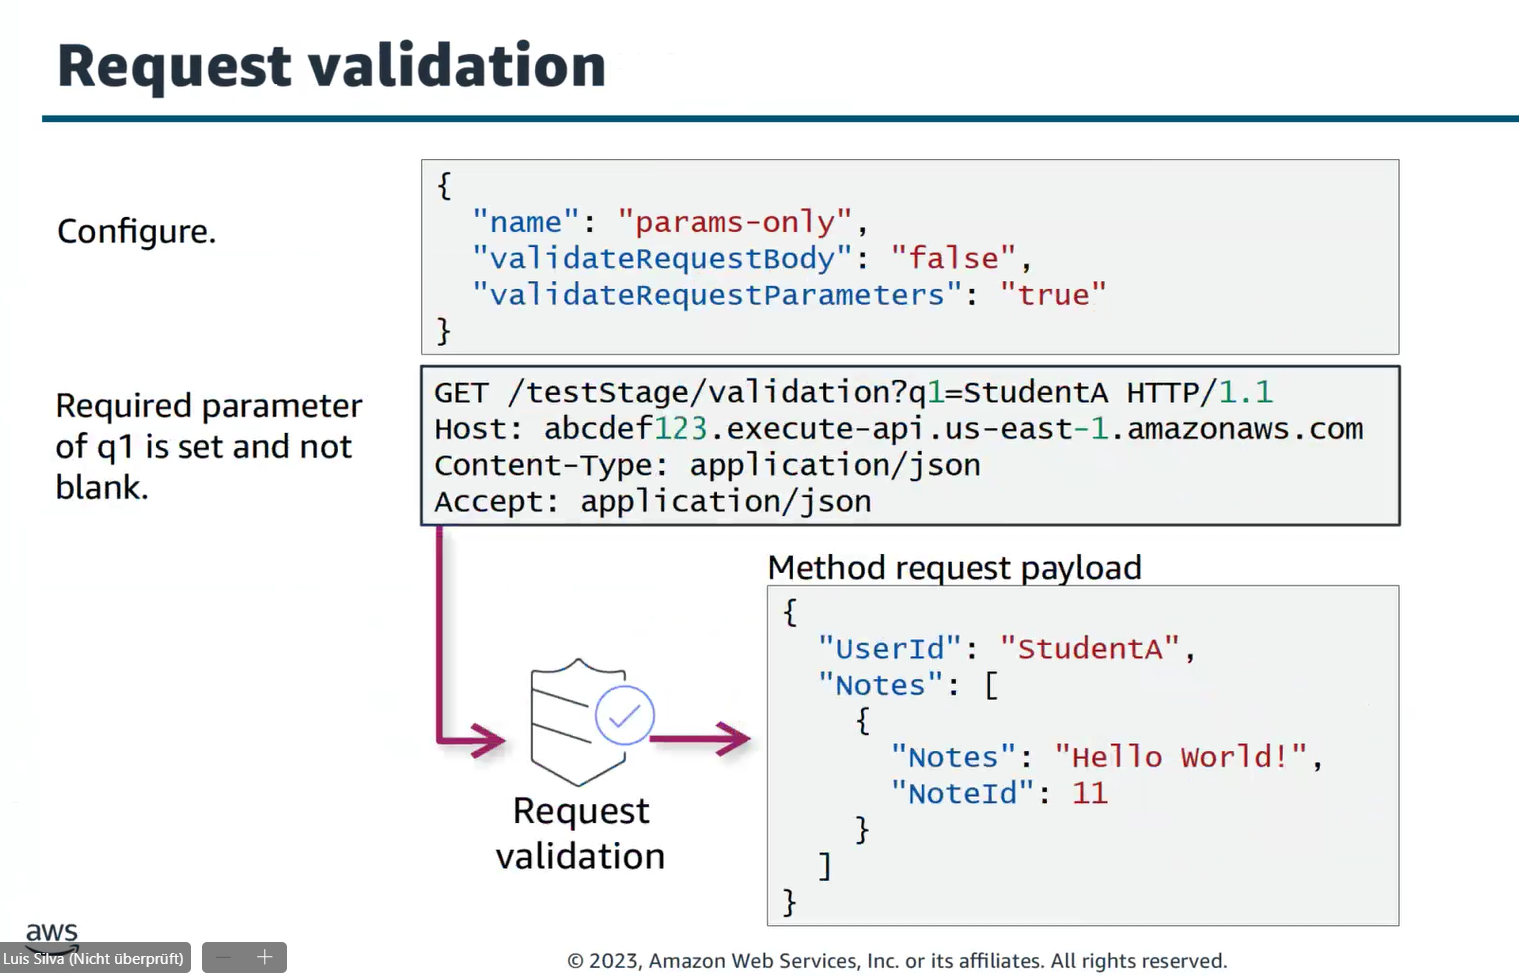 Request validation
Configure.
{
"name": "params-only",
"validateRequestBody": "false",
"validateRequestParameters": "true"
}
Required parameter
of q1 is set and not
blank.
GET /testStage/validation?q1=StudentA HTTP/1.1
Host: abcdef123.execute-api.us-east-1.amazonaws.com
Content-Type: application/json
Accept: application/json
Request
validation
Method request payload
{
"UserId": "StudentA",
"Notes": [
{
"Notes": "Hello World!",
"NoteId": 11
}
]
}
aws
Luis Silva (Nicht überprüft)
© 2023, Amazon Web Services, Inc. or its affiliates. All rights reserved.